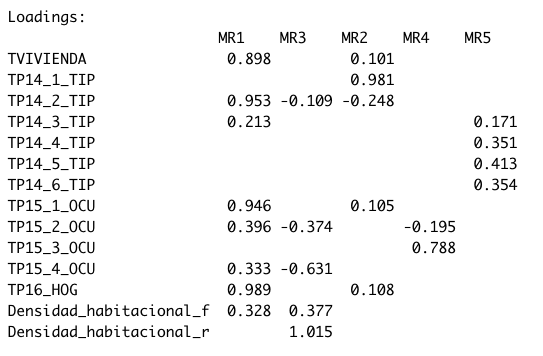 Loadings:
                       MR1    MR3    MR2    MR4    MR5
TVIVIENDA              0.898         0.101
TP14_1_TIP                           0.981
TP14_2_TIP             0.953 -0.109 -0.248
TP14_3_TIP             0.213                       0.171
TP14_4_TIP                                         0.351
TP14_5_TIP                                         0.413
TP14_6_TIP                                         0.354
TP15_1_OCU             0.946         0.105
TP15_2_OCU             0.396 -0.374        -0.195
TP15_3_OCU                                  0.788
TP15_4_OCU             0.333 -0.631
TP16_HOG               0.989         0.108
Densidad_habitacional_f  0.328  0.377
Densidad_habitacional_r         1.015